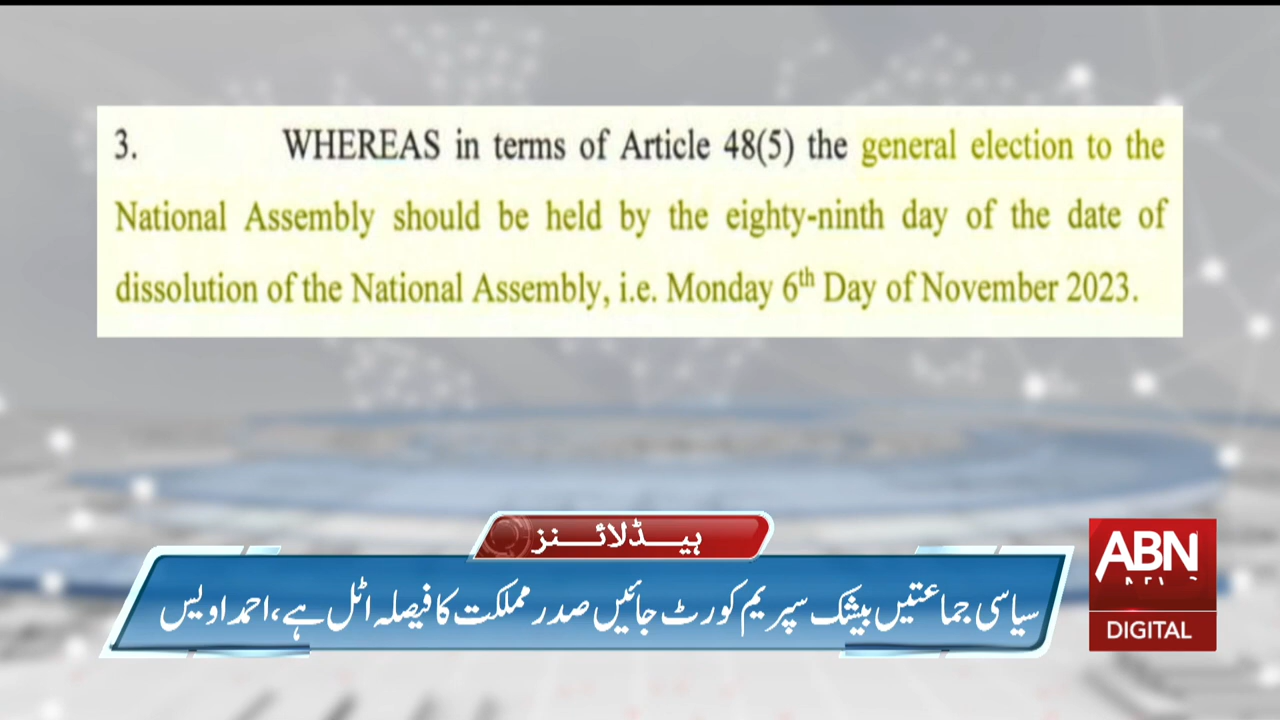 3. WHEREAS in terms of Article 48(5) the general election to the
National Assembly should be held by the eighty-ninth day of the date of
dissolution of the National Assembly, i.e. Monday 6th Day of November 2023.
ہیڈلائنز
سیاسی جماعتیں بیشک سپریم کورٹ جائیں صدر مملکت کا فیصلہ اٹل ہے، احمد اویس
ABN
DIGITAL